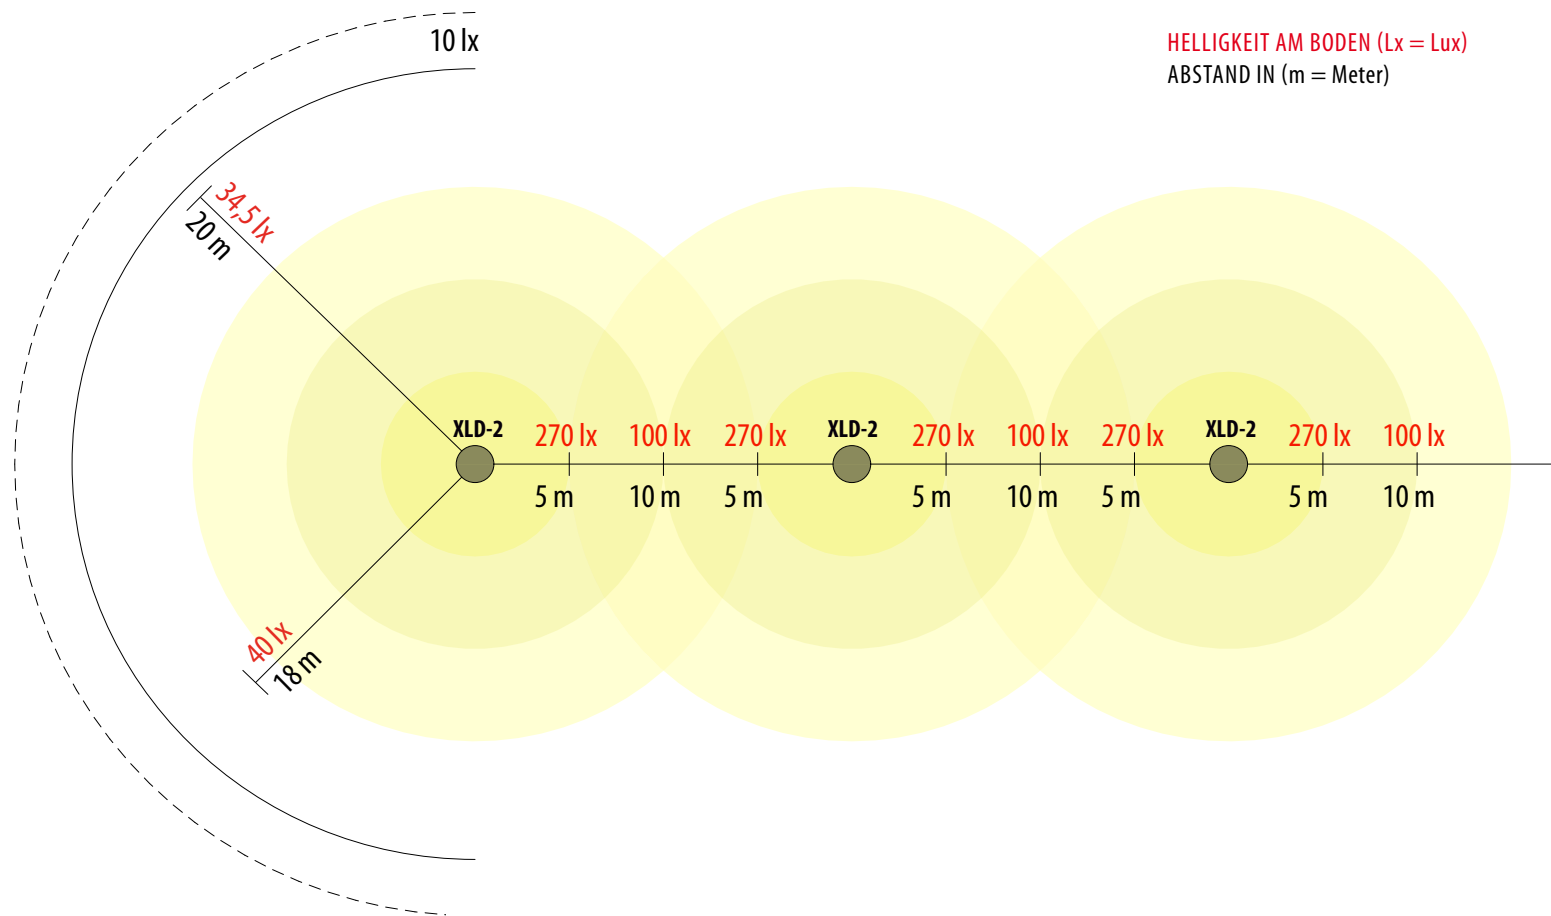 10 lx
HELLIGKEIT AM BODEN (Lx = Lux)
ABSTAND IN (m = Meter)
34,5 lx
20 m
XLD-2 270 lx 100 lx 270 lx XLD-2 270 lx 100 lx 270 lx XLD-2 270 lx 100 lx
5 m 10 m 5 m 5 m 10 m 5 m 5 m 10 m
40 lx
18 m